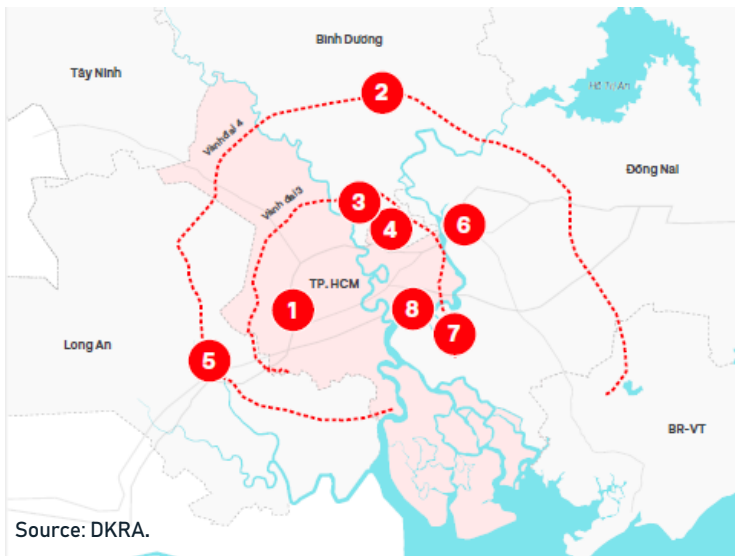 Bình Dương
Tây Ninh
2
Hồ Trị An
Vành đai 4
Đồng Nai
Vành đai 3
3
4
6
TP. HCM
1
8
7
Long An
5
BR-VT
Source: DKRA.